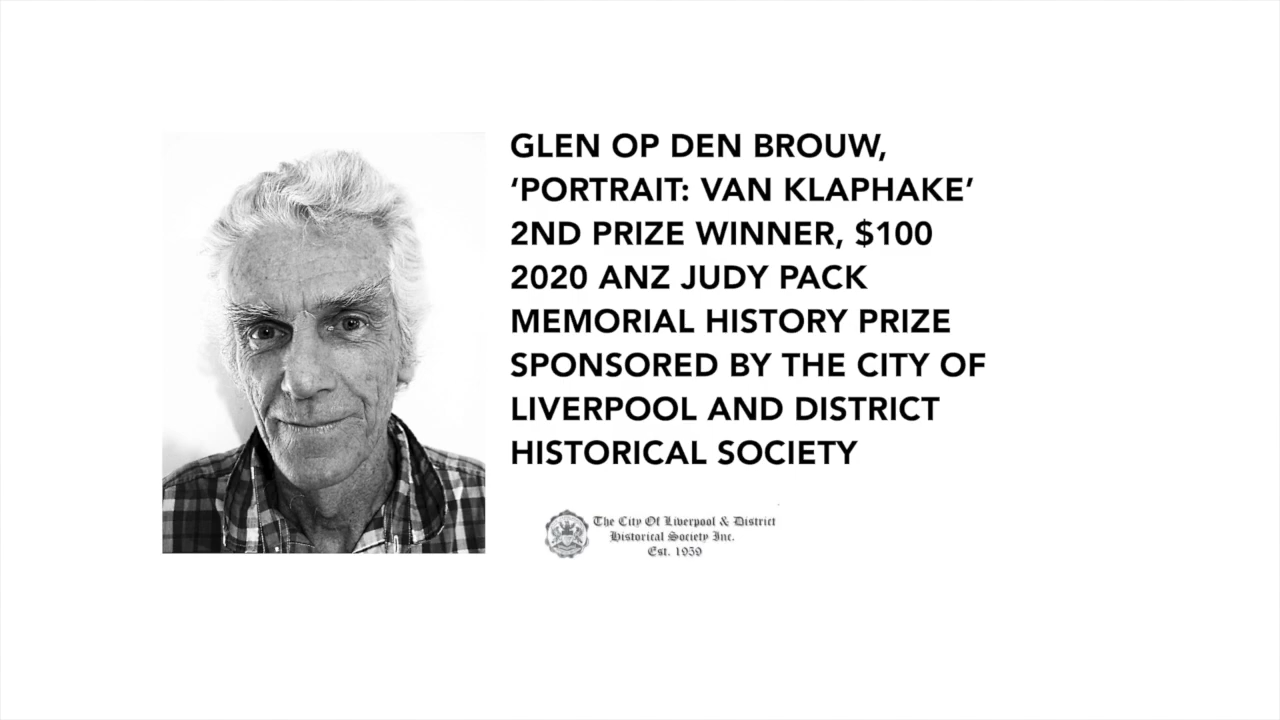 GLEN OP DEN BROUW,
‘PORTRAIT: VAN KLAPHAKE’
2ND PRIZE WINNER, $100
2020 ANZ JUDY PACK
MEMORIAL HISTORY PRIZE
SPONSORED BY THE CITY OF
LIVERPOOL AND DISTRICT
HISTORICAL SOCIETY
The City Of Liverpool & District
Historical Society Inc.
Est. 1959